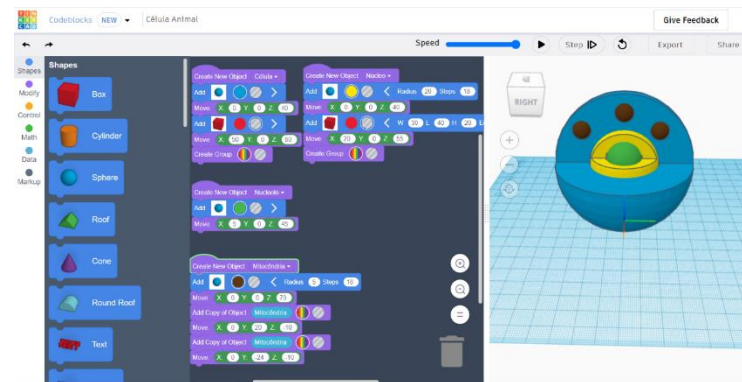 TIN KER CAD
Codeblocks NEW Célula Animal
Give Feedback
Speed Step Export Share
Shapes
Modify
Control
Math
Data
Markup
Shapes
Box
Cylinder
Sphere
Roof
Cone
Round Roof
Text
Create New Object Célula
Add
Move X 0 Y 0 Z
Add
Move X 50 Y 0 Z
Create Group
Create New Object Nucleo
Add Radius 20 Steps 18
Move X 0 Y 0 Z 40
Add W 30 L 40 H 20
Move X 20 Y 0 Z 55
Create Group
Create New Object Nucleolo
Add
Move X 5 Y 0 Z 45
Create New Object Mitocôndria
Add Radius 5 Steps 18
Move X 0 Y 0 Z 73
Add Copy of Object Mitocôndria
Move X 0 Y 20 Z -10
Add Copy of Object Mitocôndria
Move X 0 Y -24 Z -10
RIGHT